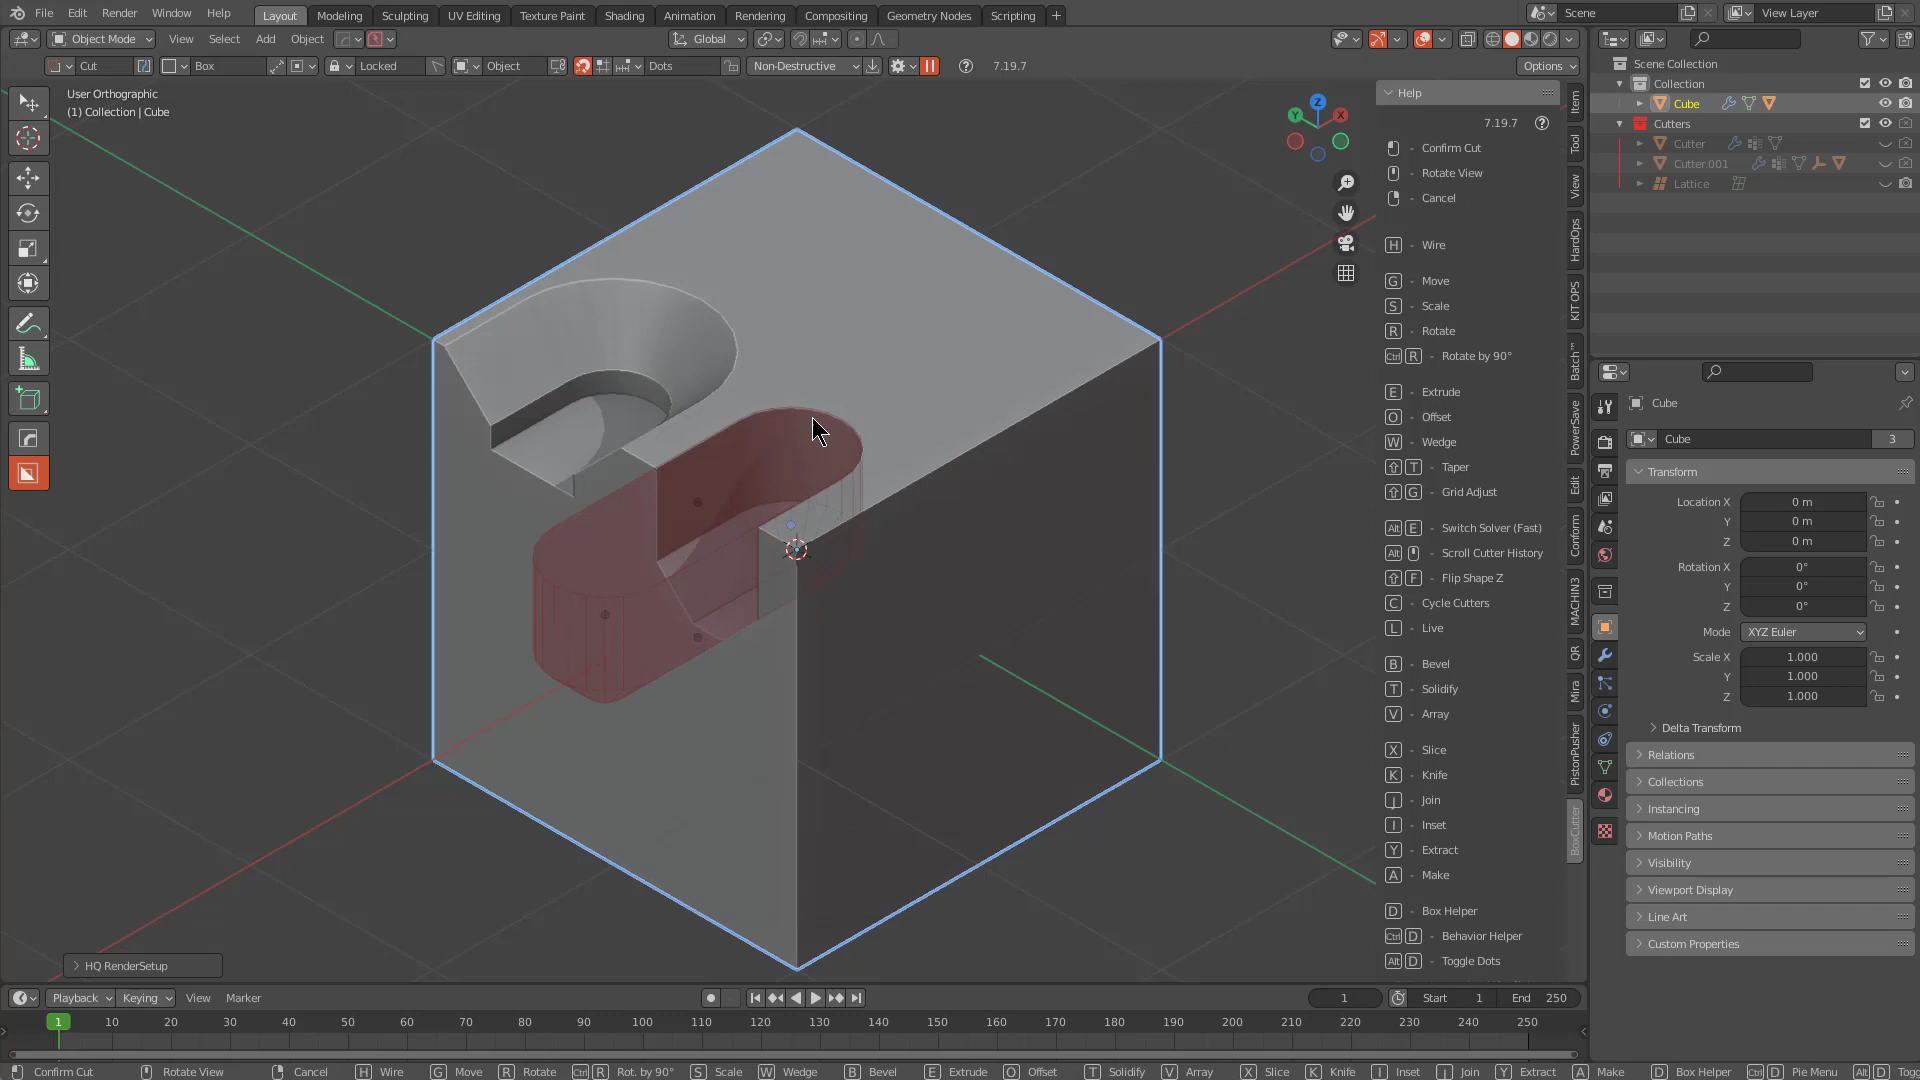 File Edit Render Window Help Layout Modeling Sculpting UV Editing Texture Paint Shading Animation Rendering Compositing Geometry Nodes Scripting + Scene View Layer
Object Mode View Select Add Object Global
Cut Box Locked Object Dots Non-Destructive 7.19.7 Options
User Orthographic
(1) Collection | Cube
Z
Y
X
Help
7.19.7
Confirm Cut
Rotate View
Cancel
H - Wire
G - Move
S - Scale
R - Rotate
Ctrl R - Rotate by 90°
E - Extrude
O - Offset
W - Wedge
T - Taper
G - Grid Adjust
Alt E - Switch Solver (Fast)
Alt - Scroll Cutter History
F - Flip Shape Z
C - Cycle Cutters
L - Live
B - Bevel
T - Solidify
V - Array
X - Slice
K - Knife
J - Join
I - Inset
Y - Extract
A - Make
D - Box Helper
Ctrl D - Behavior Helper
Alt D - Toggle Dots
Item
Tool
View
HardOps
KIT OPS
Batch™
PowerSave
Edit
Conform
MACHIN3
QR
Mira
PistonPusher
BoxCutter
Scene Collection
Collection
Cube
Cutters
Cutter
Cutter.001
Lattice
Cube
Cube 3
Transform
Location X 0 m
Y 0 m
Z 0 m
Rotation X 0°
Y 0°
Z 0°
Mode XYZ Euler
Scale X 1.000
Y 1.000
Z 1.000
Delta Transform
Relations
Collections
Instancing
Motion Paths
Visibility
Viewport Display
Line Art
Custom Properties
HQ RenderSetup
Playback Keying View Marker 1 Start 1 End 250
1 10 20 30 40 50 60 70 80 90 100 110 120 130 140 150 160 170 180 190 200 210 220 230 240 250
Confirm Cut Rotate View Cancel H Wire G Move R Rotate Ctrl R Rot. by 90° S Scale W Wedge B Bevel E Extrude O Offset T Solidify V Array X Slice K Knife I Inset J Join Y Extract A Make D Box Helper Ctrl D Pie Menu Alt D Togg